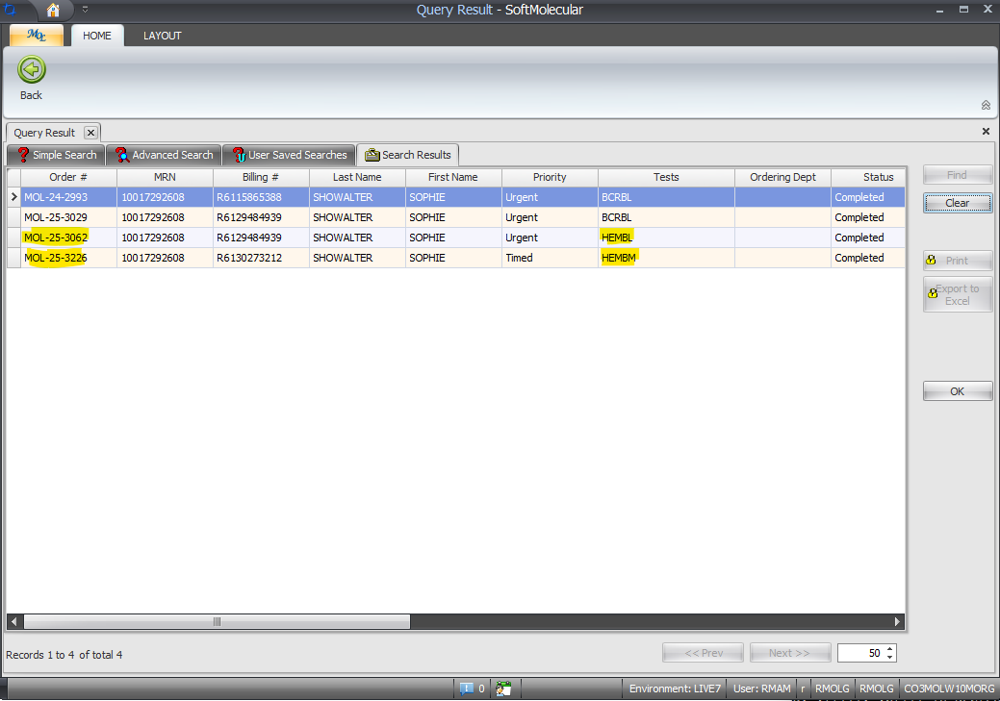 Query Result - SoftMolecular
MOL HOME LAYOUT
Back
Query Result
Simple Search Advanced Search User Saved Searches Search Results
Order # MRN Billing # Last Name First Name Priority Tests Ordering Dept Status
MOL-24-2993 10017292608 R6115865388 SHOWALTER SOPHIE Urgent BCRBL Completed
MOL-25-3029 10017292608 R6129484939 SHOWALTER SOPHIE Urgent BCRBL Completed
MOL-25-3062 10017292608 R6129484939 SHOWALTER SOPHIE Urgent HEMBL Completed
MOL-25-3226 10017292608 R6130273212 SHOWALTER SOPHIE Timed HEMBM Completed
Find
Clear
Print
Export to
Excel
OK
Records 1 to 4 of total 4
<< Prev Next >> 50
0 Environment: LIVE7 User: RMAM r RMOLG RMOLG CO3MOLW10MORG